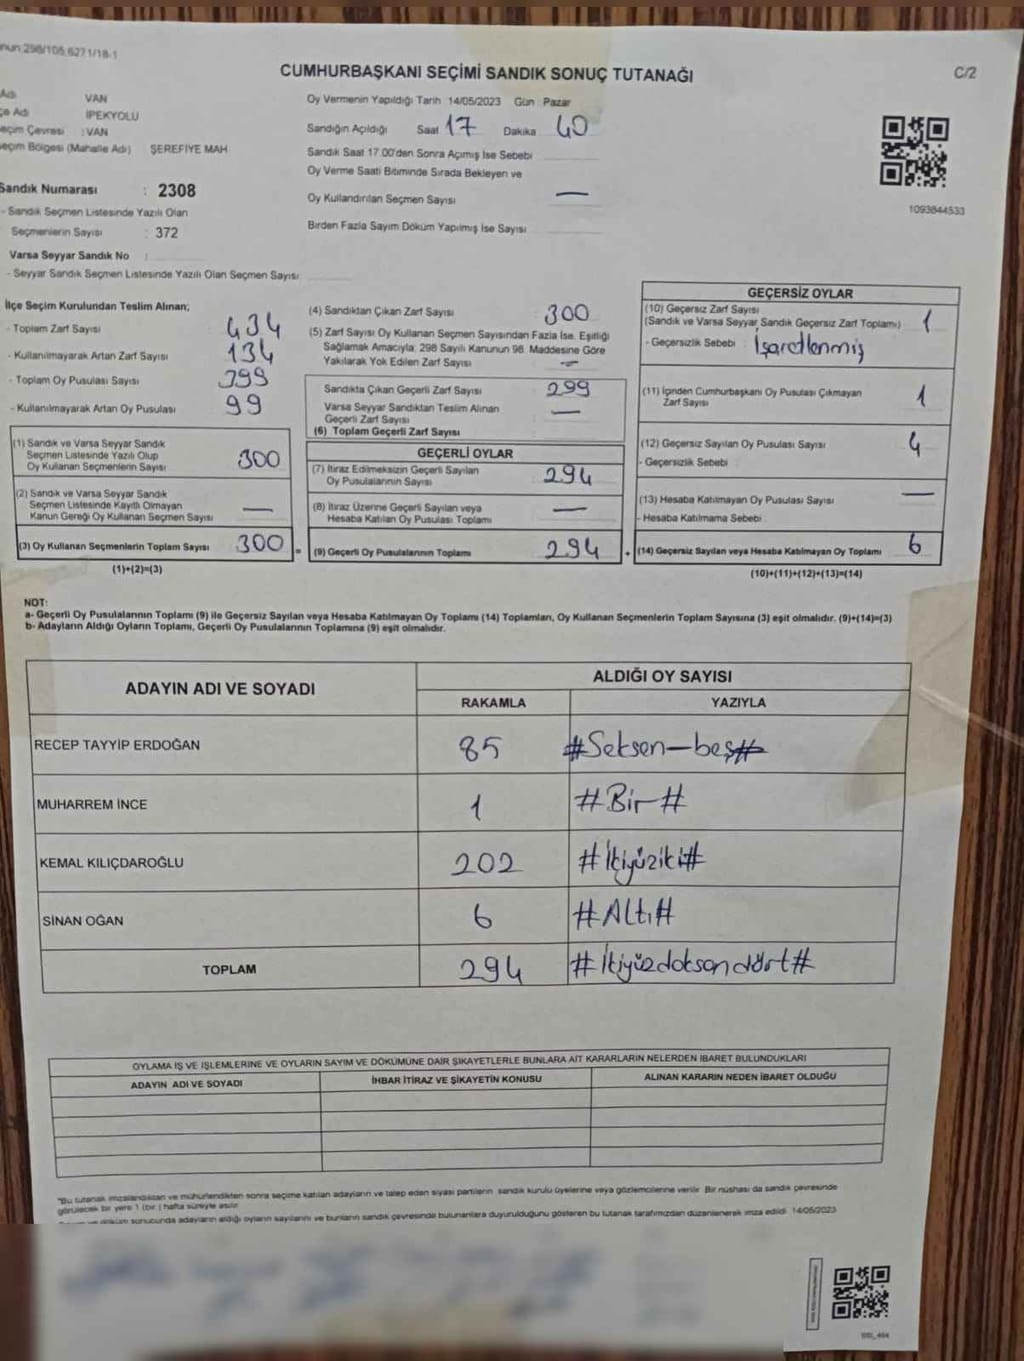 298/105.6271/18-1
CUMHURBAŞKANI SEÇİMİ SANDIK SONUÇ TUTANAĞI
C/2
Adı VAN
Adı İPEKYOLU
Seçim Çevresi : VAN
Seçim Bölgesi (Mahalle Adı) ŞEREFİYE MAH
Sandık Numarası : 2308
- Sandık Seçmen Listesinde Yazılı Olan
Seçmenlerin Sayısı : 372
Varsa Seyyar Sandık No :
- Seyyar Sandık Seçmen Listesinde Yazılı Olan Seçmen Sayısı
Oy Vermenin Yapıldığı Tarih 14/05/2023 Gün : Pazar
Sandığın Açıldığı Saat 17 Dakika 40
Sandık Saat 17.00'den Sonra Açımış İse Sebebi
Oy Verme Saati Bitiminde Sırada Bekleyen ve
Oy Kullandırılan Seçmen Sayısı —
Birden Fazla Sayım Döküm Yapılmış İse Sayısı
1093844533
İlçe Seçim Kurulundan Teslim Alınan;
- Toplam Zarf Sayısı 434
- Kullanılmayarak Artan Zarf Sayısı 134
- Toplam Oy Pusulası Sayısı 399
- Kullanılmayarak Artan Oy Pusulası 99
(1) Sandık ve Varsa Seyyar Sandık
Seçmen Listesinde Yazılı Olup
Oy Kullanan Seçmenlerin Sayısı 300
(2) Sandık ve Varsa Seyyar Sandık
Seçmen Listesinde Kayıtlı Olmayan
Kanun Gereği Oy Kullanan Seçmen Sayısı —
(3) Oy Kullanan Seçmenlerin Toplam Sayısı 300 =
(1)+(2)=(3)
(4) Sandıktan Çıkan Zarf Sayısı 300
(5) Zarf Sayısı Oy Kullanan Seçmen Sayısından Fazla İse, Eşitliği
Sağlamak Amacıyla; 298 Sayılı Kanunun 98. Maddesine Göre
Yakılarak Yok Edilen Zarf Sayısı —
Sandıkta Çıkan Geçerli Zarf Sayısı 299
Varsa Seyyar Sandıktan Teslim Alınan
Geçerli Zarf Sayısı —
(6) Toplam Geçerli Zarf Sayısı
GEÇERLİ OYLAR
(7) İtiraz Edilmeksizin Geçerli Sayılan
Oy Pusulalarının Sayısı 294
(8) İtiraz Üzerine Geçerli Sayılan veya
Hesaba Katılan Oy Pusulası Toplamı —
(9) Geçerli Oy Pusulalarının Toplamı 294 +
GEÇERSİZ OYLAR
(10) Geçersiz Zarf Sayısı
(Sandık ve Varsa Seyyar Sandık Geçersiz Zarf Toplamı) 1
- Geçersizlik Sebebi : İşaretlenmiş
(11) İçinden Cumhurbaşkanı Oy Pusulası Çıkmayan
Zarf Sayısı 1
(12) Geçersiz Sayılan Oy Pusulası Sayısı 4
- Geçersizlik Sebebi :
(13) Hesaba Katılmayan Oy Pusulası Sayısı —
- Hesaba Katılmama Sebebi :
(14) Geçersiz Sayılan veya Hesaba Katılmayan Oy Toplamı 6
(10)+(11)+(12)+(13)=(14)
NOT:
a- Geçerli Oy Pusulalarının Toplamı (9) ile Geçersiz Sayılan veya Hesaba Katılmayan Oy Toplamı (14) Toplamları, Oy Kullanan Seçmenlerin Toplam Sayısına (3) eşit olmalıdır. (9)+(14)=(3)
b- Adayların Aldığı Oyların Toplamı, Geçerli Oy Pusulalarının Toplamına (9) eşit olmalıdır.
ADAYIN ADI VE SOYADI ALDIĞI OY SAYISI
RAKAMLA YAZIYLA
RECEP TAYYİP ERDOĞAN 85 #Seksen-beş#
MUHARREM İNCE 1 #Bir#
KEMAL KILIÇDAROĞLU 202 #İkiyüziki#
SİNAN OĞAN 6 #Altı#
TOPLAM 294 #İkiyüzdoksandört#
OYLAMA İŞ VE İŞLEMLERİNE VE OYLARIN SAYIM VE DÖKÜMÜNE DAİR ŞİKAYETLERLE BUNLARA AİT KARARLARIN NELERDEN İBARET BULUNDUKLARI
ADAYIN ADI VE SOYADI İHBAR İTİRAZ VE ŞİKAYETİN KONUSU ALINAN KARARIN NEDEN İBARET OLDUĞU
"Bu tutanak imzalandıktan ve mühürlendikten sonra seçime katılan adayların ve talep eden siyasi partilerin sandık kurulu üyelerine veya gözlemcilerine verilir. Bir nüshası da sandık çevresinde
görülecek bir yere 1 (bir ) hafta süreyle asılır.
döküm sonucunda adayların aldığı oyların sayılarını ve bunların sandık çevresinde bulunanlara duyurulduğunu gösteren bu tutanak tarafımızdan düzenlenerek imza edildi. 14/05/2023